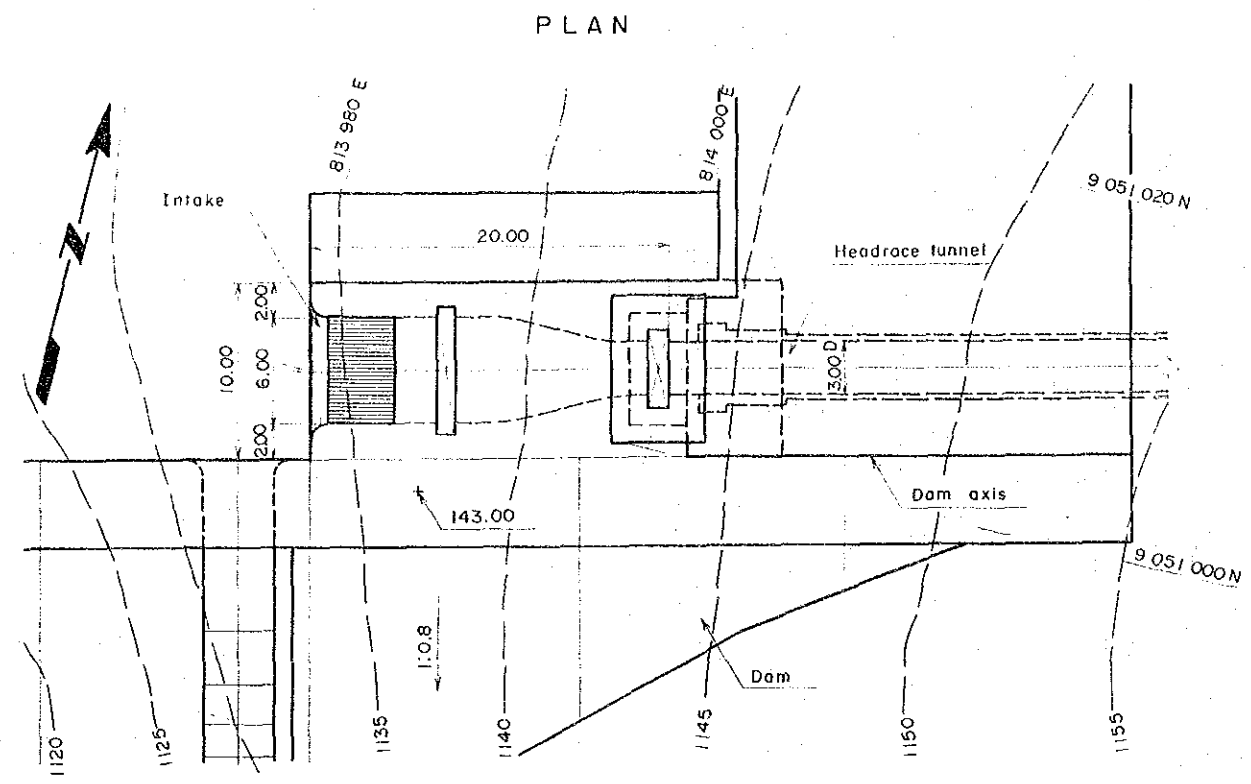 PLAN
813 980 E
814 000 E
9 051 020 N
Intake
N
20.00
Headrace tunnel
2.00
10.00
6.00
3.00 D
2.00
Dam axis
143.00
9 051 000 N
1:0.8
Dam
1120
1125
1135
1140
1145
1150
1155